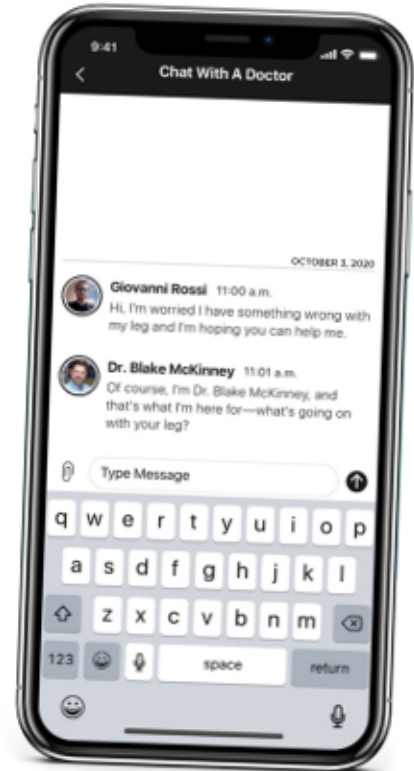 9:41
Chat With A Doctor
OCTOBER 3, 2020
Giovanni Rossi 11:00 a.m.
Hi, I'm worried I have something wrong with
my leg and I'm hoping you can help me.
Dr. Blake McKinney 11:01 a.m.
Of course, I'm Dr. Blake McKinney, and
that's what I'm here for—what's going on
with your leg?
Type Message
q w e r t y u i o p
a s d f g h j k l
z x c v b n m
123 space return